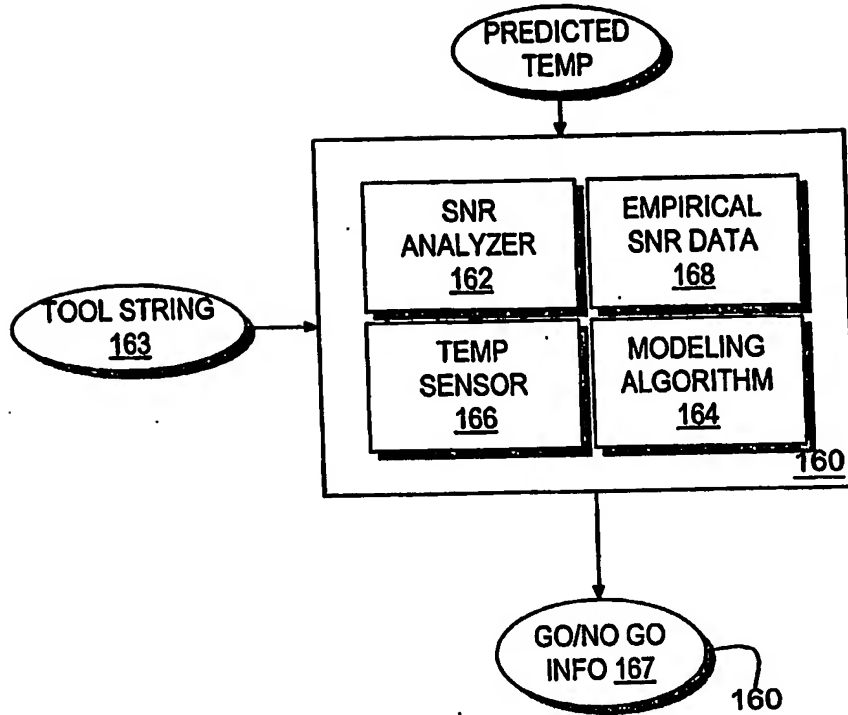 PREDICTED
TEMP
SNR
ANALYZER
162
EMPIRICAL
SNR DATA
168
TOOL STRING
163
TEMP
SENSOR
166
MODELING
ALGORITHM
164
160
GO/NO GO
INFO 167
160